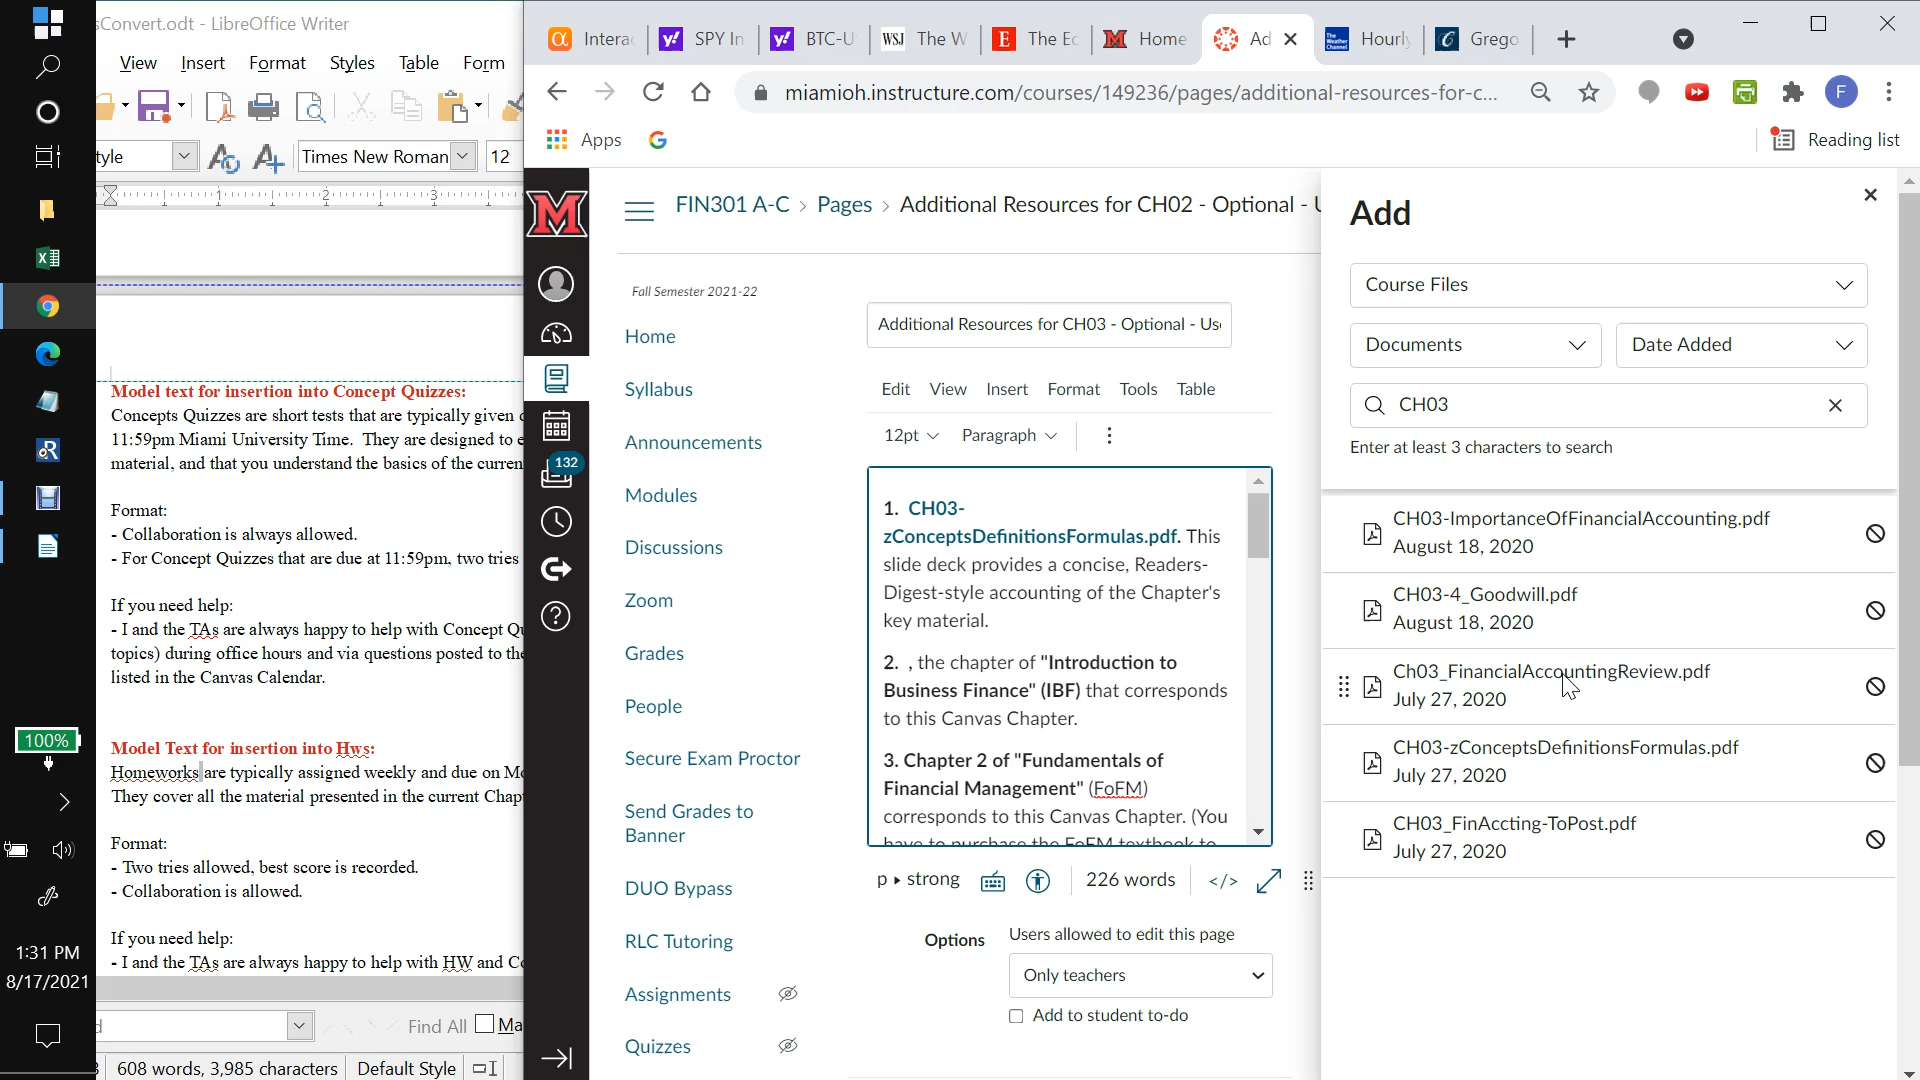 sConvert.odt - LibreOffice Writer
View Insert Format Styles Table Form
tyle
Times New Roman
12
1 2 3 4
Model text for insertion into Concept Quizzes:
Concepts Quizzes are short tests that are typically given
11:59pm Miami University Time. They are designed to
material, and that you understand the basics of the current
Format:
- Collaboration is always allowed.
- For Concept Quizzes that are due at 11:59pm, two tries
If you need help:
- I and the TAs are always happy to help with Concept
topics) during office hours and via questions posted to the
listed in the Canvas Calendar.
Model Text for insertion into Hws:
Homeworks are typically assigned weekly and due on
They cover all the material presented in the current
Format:
- Two tries allowed, best score is recorded.
- Collaboration is allowed.
If you need help:
- I and the TAs are always happy to help with HW and
Find All
608 words, 3,985 characters
Default Style
100%
1:31 PM
8/17/2021
Intera
SPY In
BTC-U
WSJ The W
E The Ec
Home
Ad
Hourly
Grego
miamioh.instructure.com/courses/149236/pages/additional-resources-for-c...
F
Apps
Reading list
FIN301 A-C > Pages > Additional Resources for CH02 - Optional -
Fall Semester 2021-22
Home
Syllabus
Announcements
Modules
132
Discussions
Zoom
Grades
People
Secure Exam Proctor
Send Grades to
Banner
DUO Bypass
RLC Tutoring
Assignments
Quizzes
Additional Resources for CH03 - Optional -
Edit View Insert Format Tools Table
12pt
Paragraph
1. CH03-
zConceptsDefinitionsFormulas.pdf. This
slide deck provides a concise, Readers-
Digest-style accounting of the Chapter's
key material.
2. , the chapter of "Introduction to
Business Finance" (IBF) that corresponds
to this Canvas Chapter.
3. Chapter 2 of "Fundamentals of
Financial Management" (FoFM)
corresponds to this Canvas Chapter. (You
have to purchase the FoFM textbook to
p ▸ strong
226 words
</>
Options
Users allowed to edit this page
Only teachers
Add to student to-do
Add
Course Files
Documents
Date Added
CH03
Enter at least 3 characters to search
CH03-ImportanceOfFinancialAccounting.pdf
August 18, 2020
CH03-4_Goodwill.pdf
August 18, 2020
Ch03_FinancialAccountingReview.pdf
July 27, 2020
CH03-zConceptsDefinitionsFormulas.pdf
July 27, 2020
CH03_FinAccting-ToPost.pdf
July 27, 2020